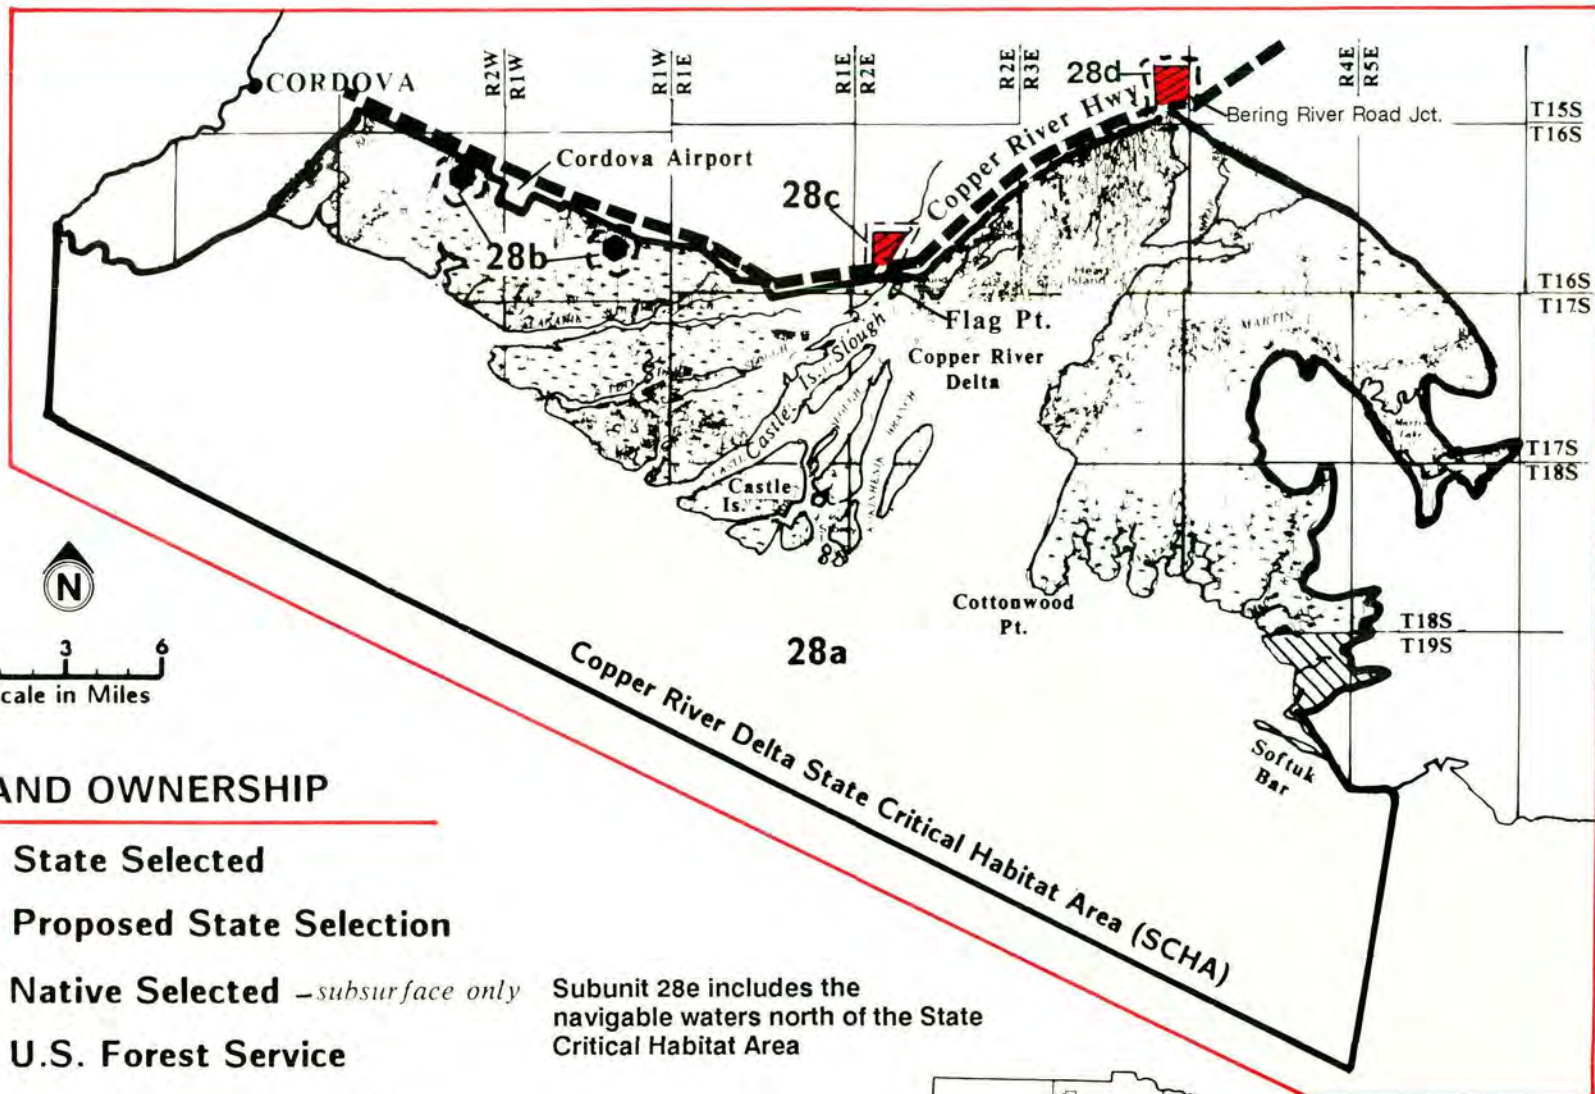 CORDOVA
R2W
R1W
R1W
R1E
R1E
R2E
R2E
R3E
R4E
R5E
28d
Bering River Road Jct.
T15S
T16S
Cordova Airport
Copper River Hwy
28c
28b
T16S
T17S
Flag Pt.
Copper River
Delta
MARTIN
ALAGANIK
Castle Is. Slough
SLOUGH
BRANCH
T17S
T18S
Castle
Is.
N
Cottonwood
Pt.
T18S
T19S
28a
3 6
cale in Miles
Copper River Delta State Critical Habitat Area (SCHA)
Softuk
Bar
AND OWNERSHIP
State Selected
Proposed State Selection
Native Selected – subsurface only
U.S. Forest Service
Subunit 28e includes the
navigable waters north of the State
Critical Habitat Area